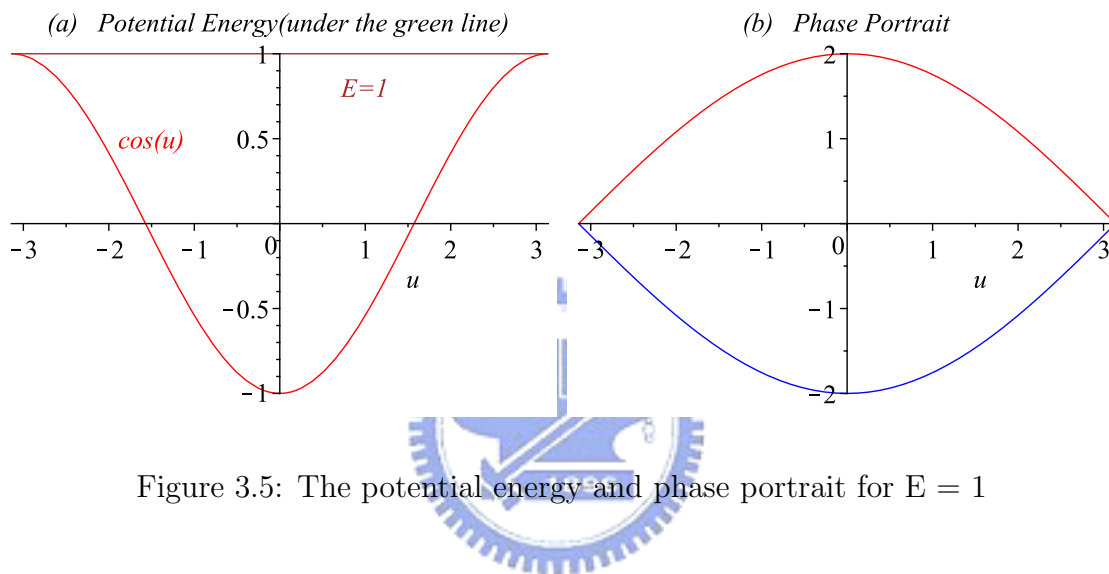 (a) Potential Energy(under the green line)
1
E=1
cos(u)
0.5
−3 −2 −1 0 1 2 3
u
−0.5
−1
(b) Phase Portrait
2
1
−3 −2 −1 0 1 2 3
u
−1
−2
1896
Figure 3.5: The potential energy and phase portrait for E = 1